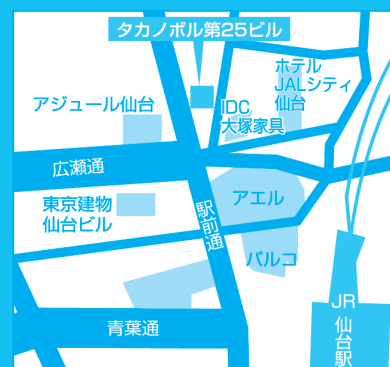 タカノボル第25ビル
ホテル
JALシティ
仙台
アジュール仙台
IDC
大塚家具
広瀬通
東京建物
仙台ビル
駅前通
アエル
パルコ
JR
仙台駅
青葉通